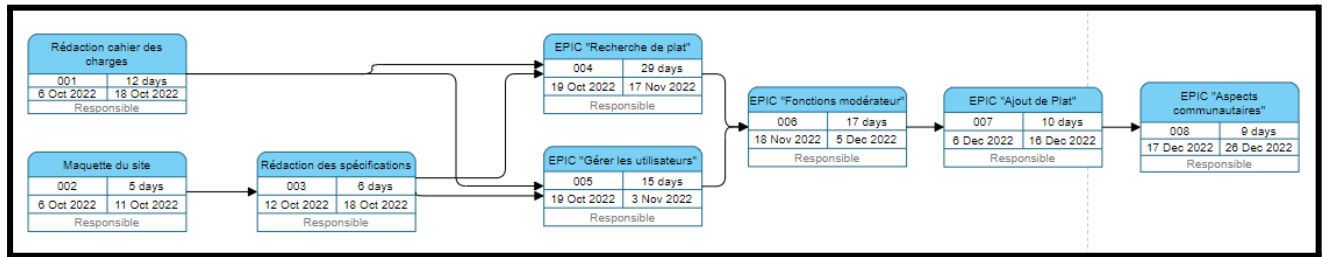 Rédaction cahier des
charges
001 12 days
6 Oct 2022 18 Oct 2022
Responsible
Maquette du site
002 5 days
6 Oct 2022 11 Oct 2022
Responsible
Rédaction des spécifications
003 6 days
12 Oct 2022 18 Oct 2022
Responsible
EPIC "Recherche de plat"
004 29 days
19 Oct 2022 17 Nov 2022
Responsible
EPIC "Gérer les utilisateurs"
005 15 days
19 Oct 2022 3 Nov 2022
Responsible
EPIC "Fonctions modérateur"
006 17 days
18 Nov 2022 5 Dec 2022
Responsible
EPIC "Ajout de Plat"
007 10 days
6 Dec 2022 16 Dec 2022
Responsible
EPIC "Aspects
communautaires"
008 9 days
17 Dec 2022 26 Dec 2022
Responsible